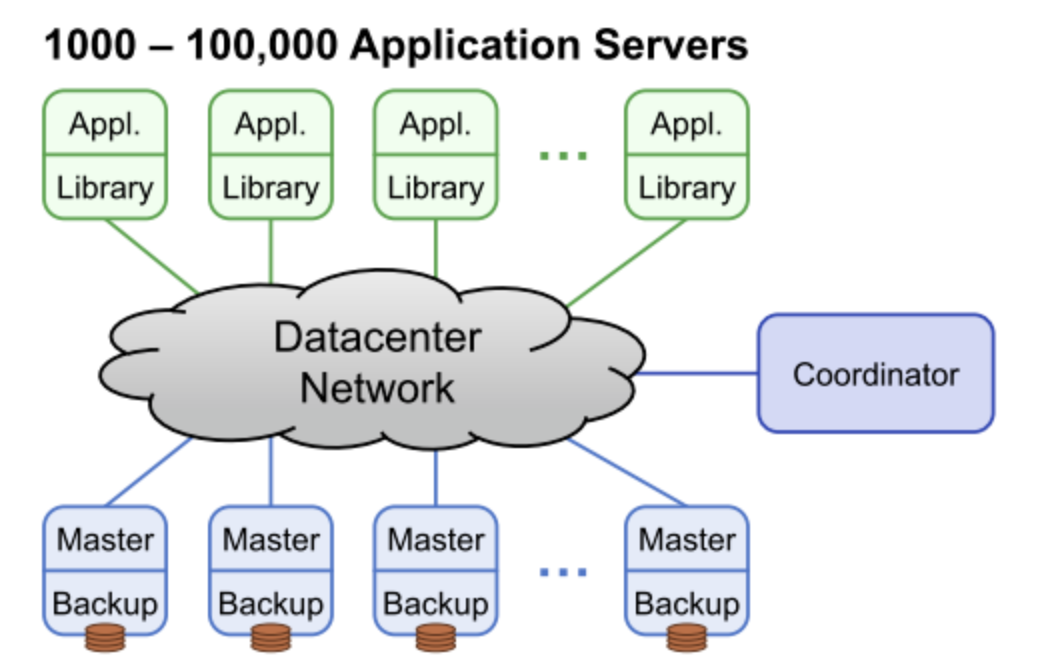 1000 – 100,000 Application Servers
Appl. Appl. Appl. ... Appl.
Library Library Library Library
Datacenter
Network
Coordinator
Master Master Master ... Master
Backup Backup Backup Backup